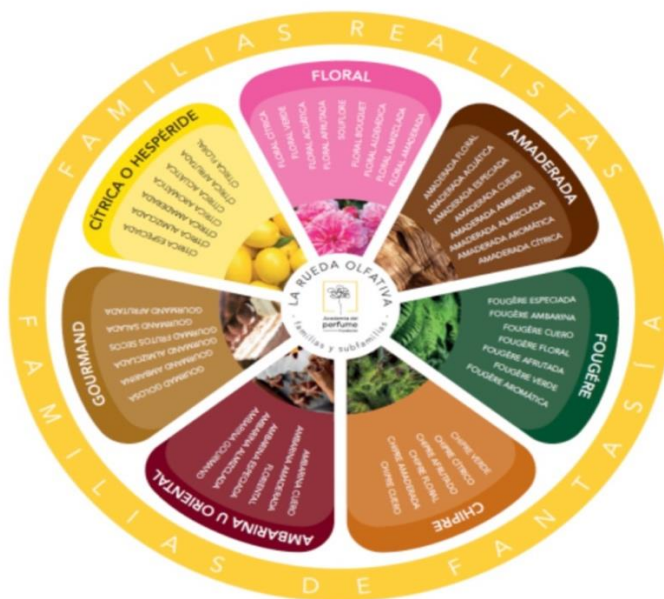 FAMILIAS REALISTAS
FLORAL
FLORAL CÍTRICA
FLORAL VERDE
FLORAL ACUÁTICA
FLORAL AFRUTADA
SOLIFLORE
FLORAL BOUQUET
FLORAL ALDEHÍDICA
FLORAL ALMIZCLADA
FLORAL AMADERADA
AMADERADA
AMADERADA FLORAL
AMADERADA ACUÁTICA
AMADERADA ESPECIADA
AMADERADA CUERO
AMADERADA AMBARINA
AMADERADA ALMIZCLADA
AMADERADA AROMÁTICA
AMADERADA CÍTRICA
FOUGÈRE
FOUGÈRE ESPECIADA
FOUGÈRE AMBARINA
FOUGÈRE CUERO
FOUGÈRE FLORAL
FOUGÈRE AFRUTADA
FOUGÈRE VERDE
FOUGÈRE AROMÁTICA
CHIPRE
CHIPRE VERDE
CHIPRE CÍTRICO
CHIPRE AFRUTADO
CHIPRE FLORAL
CHIPRE AMADERADA
CHIPRE CUERO
AMBARINA U ORIENTAL
AMBARINA CUERO
AMBARINA AMADERADA
FLORIENTAL
AMBARINA ESPECIADA
AMBARINA ALMIZCLADA
AMBARINA GOURMAND
GOURMAND
GOURMAND GOLOSA
GOURMAND AMBARINA
GOURMAND ALMIZCLADA
GOURMAND FRUTOS SECOS
GOURMAND SALADA
GOURMAND AFRUTADA
CÍTRICA O HESPÉRIDE
CÍTRICA ESPECIADA
CÍTRICA ALMIZCLADA
CÍTRICA AMADERADA
CÍTRICA AROMÁTICA
CÍTRICA ACUÁTICA
CÍTRICA AFRUTADA
CÍTRICA FLORAL
LA RUEDA OLFATIVA
Academia del
perfume
familias y subfamilias
FAMILIAS DE FANTASÍA